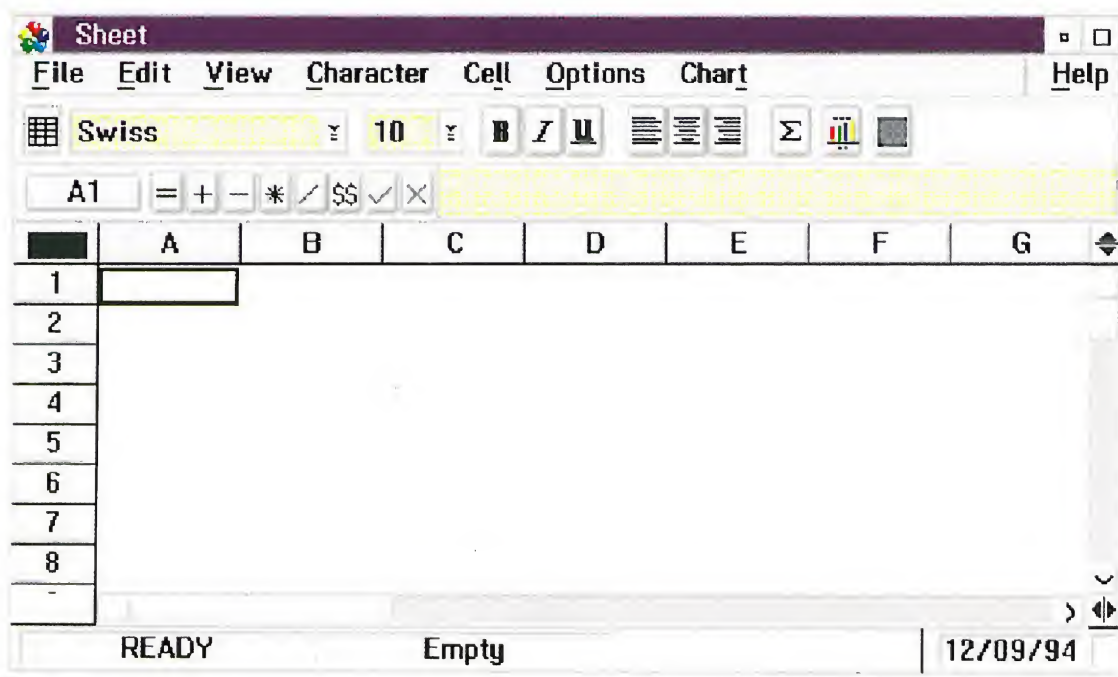 Sheet
File Edit View Character Cell Options Chart Help
Swiss 10 B I U Σ
A1 = + - * / $$
A B C D E F G
1
2
3
4
5
6
7
8
READY Empty 12/09/94